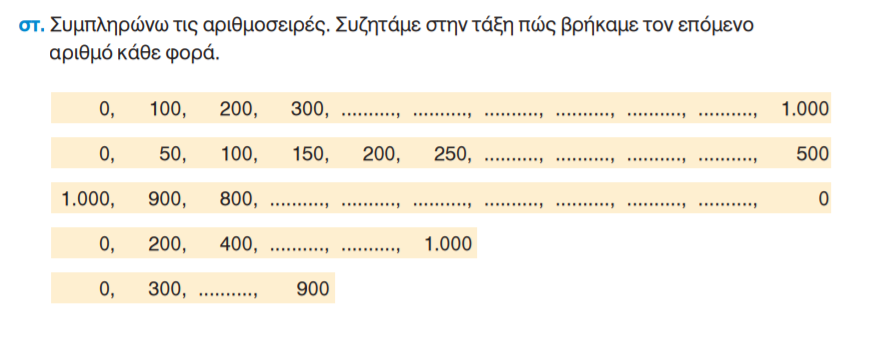 στ. Συμπληρώνω τις αριθμοσειρές. Συζητάμε στην τάξη πώς βρήκαμε τον επόμενο
αριθμό κάθε φορά.
0, 100, 200, 300, .........., .........., .........., .........., .........., .........., 1.000
0, 50, 100, 150, 200, 250, .........., .........., .........., .........., 500
1.000, 900, 800, .........., .........., .........., .........., .........., .........., .........., 0
0, 200, 400, .........., .........., 1.000
0, 300, .........., 900